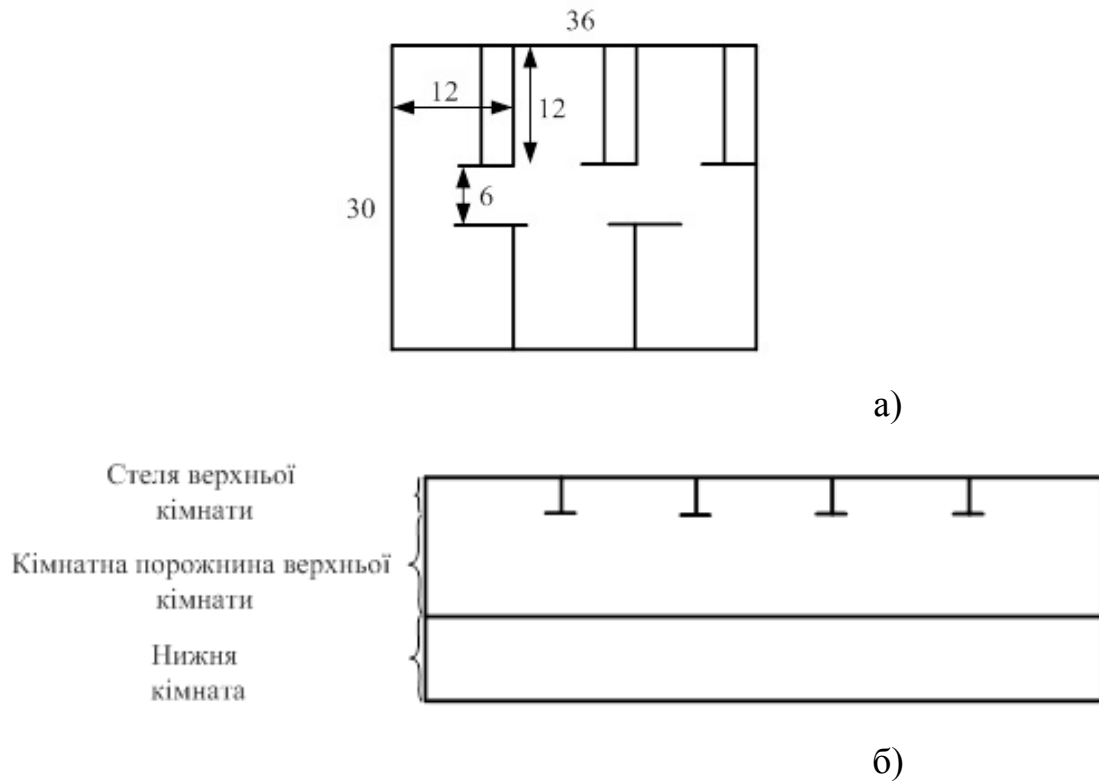 36
12
12
6
30
а)
Стеля верхньої
кімнати
Кімнатна порожнина верхньої
кімнати
Нижня
кімната
б)